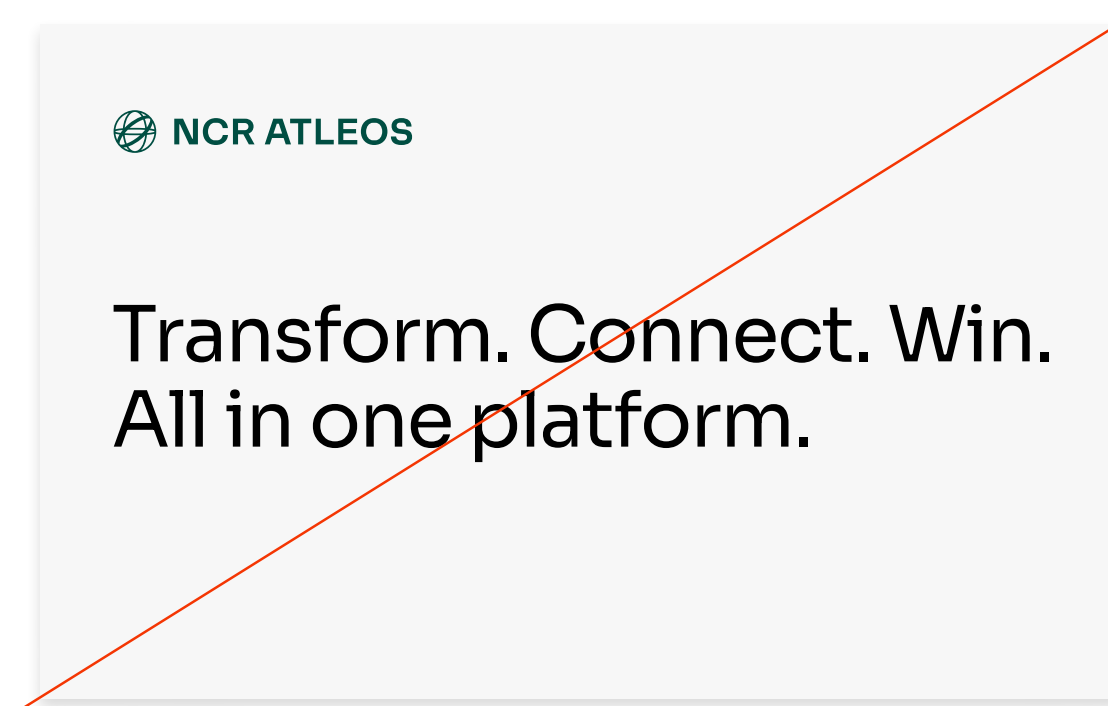 NCR ATLEOS
Transform. Connect. Win.
All in one platform.